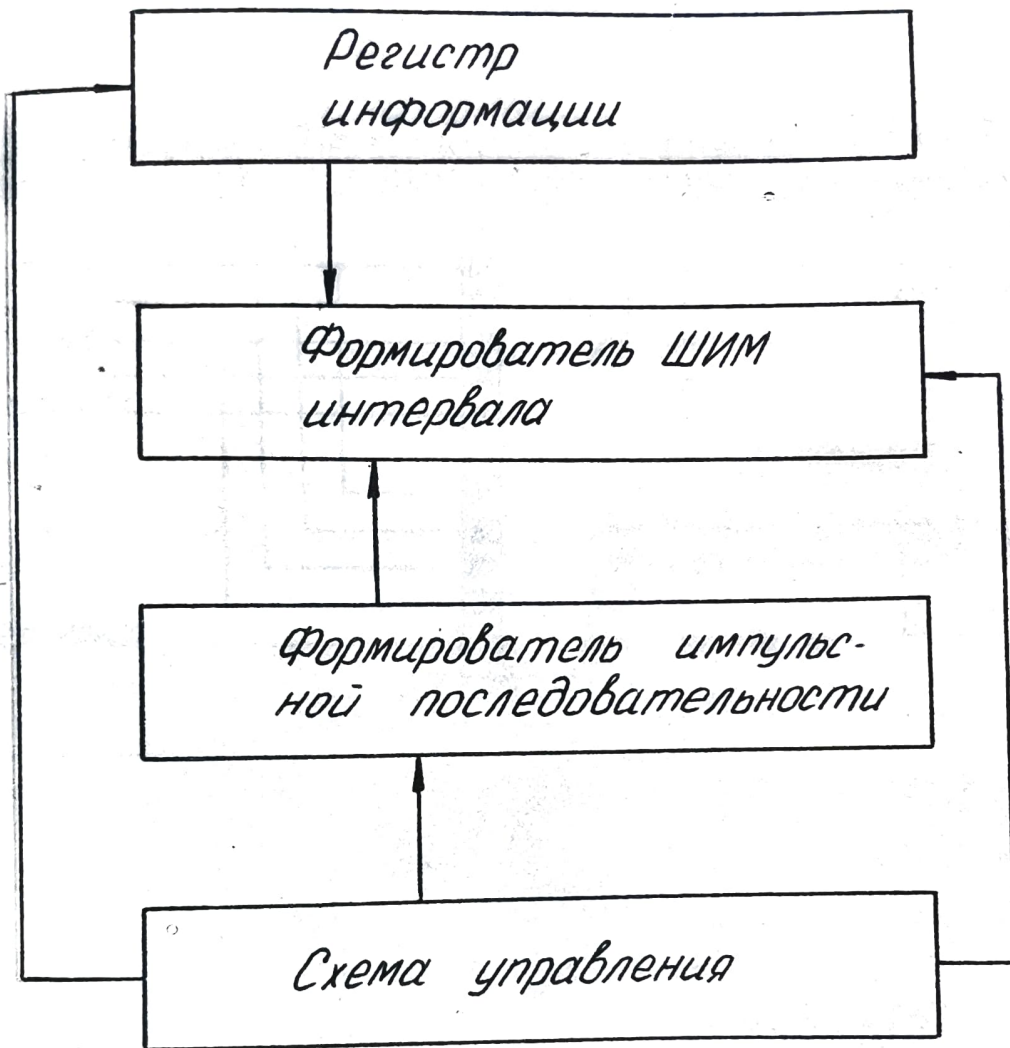 Регистр
информации
Формирователь ШИМ
интервала
Формирователь импульс-
ной последовательности
Схема управления